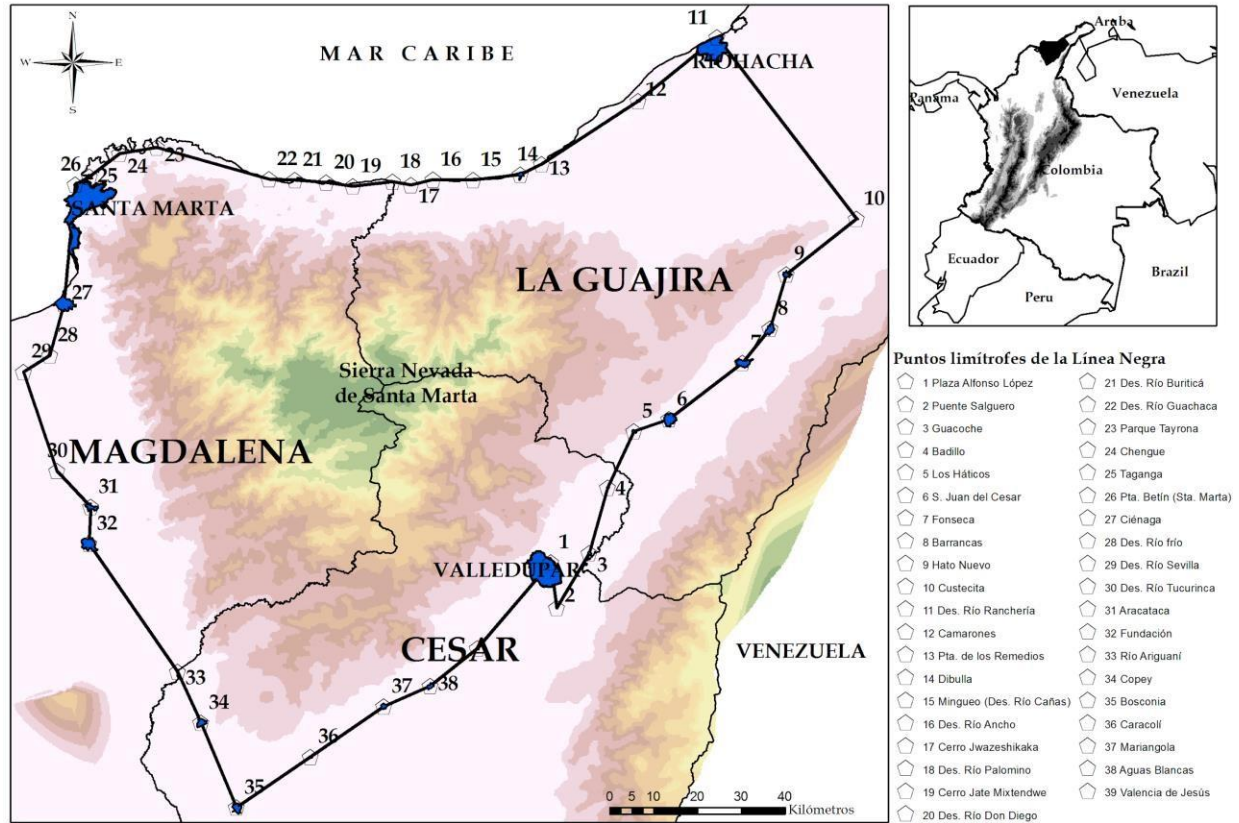 N
W E
S
MAR CARIBE
11
RIOHACHA
12
14
13
26
25
24
23
22
21
20
19
18
17
16
15
SANTA MARTA
10
9
LA GUAJIRA
8
27
28
29
7
Sierra Nevada
de Santa Marta
6
5
MAGDALENA
30
31
32
4
1
VALLEDUPAR
3
2
CESAR
VENEZUELA
33
34
37
38
36
35
0 5 10 20 30 40
Kilómetros
Aruba
Panama
Venezuela
Colombia
Ecuador
Brazil
Peru
Puntos limítrofes de la Línea Negra
1 Plaza Alfonso López
2 Puente Salguero
3 Guacoche
4 Badillo
5 Los Háticos
6 S. Juan del Cesar
7 Fonseca
8 Barrancas
9 Hato Nuevo
10 Custecita
11 Des. Río Ranchería
12 Camarones
13 Pta. de los Remedios
14 Dibulla
15 Mingueo (Des. Río Cañas)
16 Des. Río Ancho
17 Cerro Jwazeshikaka
18 Des. Río Palomino
19 Cerro Jate Mixtendwe
20 Des. Río Don Diego
21 Des. Río Buriticá
22 Des. Río Guachaca
23 Parque Tayrona
24 Chengue
25 Taganga
26 Pta. Betín (Sta. Marta)
27 Ciénaga
28 Des. Río frío
29 Des. Río Sevilla
30 Des. Río Tucurinca
31 Aracataca
32 Fundación
33 Río Ariguaní
34 Copey
35 Bosconia
36 Caracolí
37 Mariangola
38 Aguas Blancas
39 Valencia de Jesús